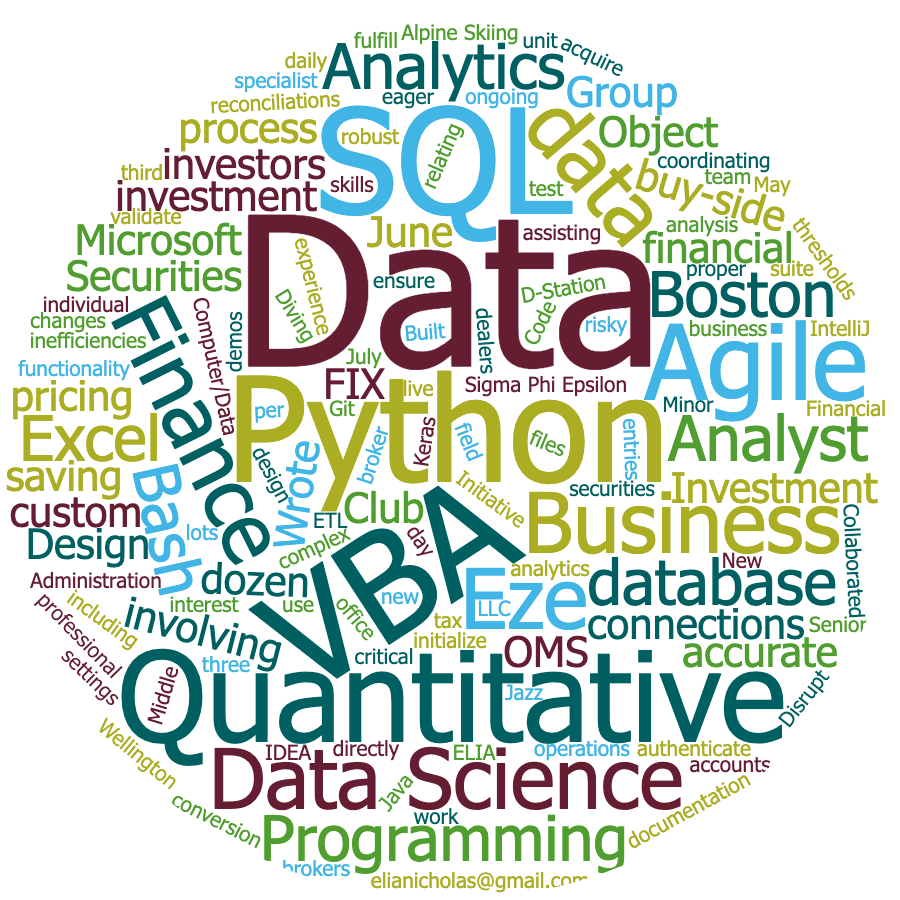 fulfill
Alpine Skiing
unit
acquire
daily
Analytics
specialist
eager
ongoing
Group
reconciliations
process
robust
SQL
relating
data
Object
third
investors
skills
test
coordinating
team
May
investment
buy-side
validate
Microsoft
June
assisting
analysis
thresholds
financial
Securities
experience
ensure
proper
suite
individual
Computer/Data
demos
Diving
Data
D-Station
Code
Boston
changes
Finance
Built
dealers
risky
business
IntelliJ
inefficiencies
July
functionality
FIX
live
Sigma Phi Epsilon
Agile
pricing
per
Git
Python
Minor
Financial
Excel
Wrote
broker
Keras
field
files
entries
Analyst
saving
Bash
design
Initiative
securities
Investment
custom
lots
ETL
Club
day
Business
Collaborated
Design
complex
VBA
analytics
New
Administration
dozen
Eze
database
including
interest
use
office
new
LLC
professional
involving
tax
connections
Senior
settings
three
critical
initialize
OMS
accurate
Middle
Quantitative
Jazz
Disrupt
Wellington
IDEA
directly
ELIA
operations
authenticate
Data Science
accounts
conversion
Java
work
documentation
Programming
brokers
elianicholas@gmail.com